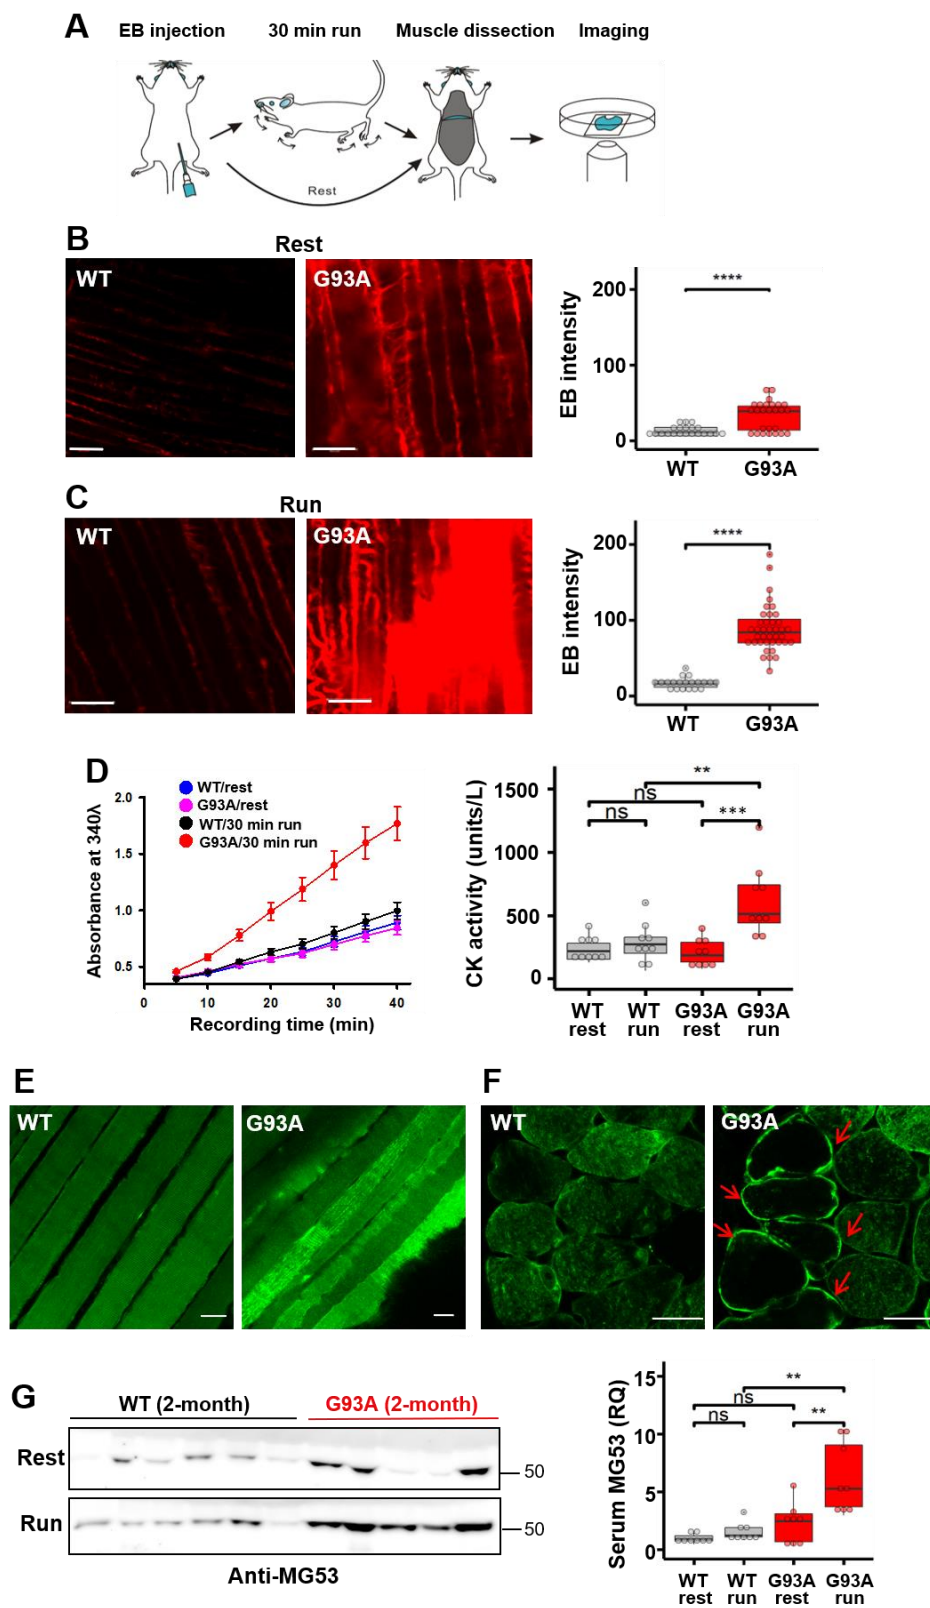 A
EB injection 30 min run Muscle dissection Imaging
Rest
B
Rest
WT
G93A
EB intensity
****
200
100
0
WT G93A
C
Run
WT
G93A
EB intensity
****
200
100
0
WT G93A
D
WT/rest
G93A/rest
WT/30 min run
G93A/30 min run
Absorbance at 340λ
2.0
1.5
1.0
0.5
0 10 20 30 40
Recording time (min)
CK activity (units/L)
**
ns
ns
***
1500
1000
500
0
WT rest
WT run
G93A rest
G93A run
E
WT
G93A
F
WT
G93A
G
WT (2-month) G93A (2-month)
Rest
50
Run
50
Anti-MG53
Serum MG53 (RQ)
**
ns
**
ns
15
10
5
0
WT rest
WT run
G93A rest
G93A run